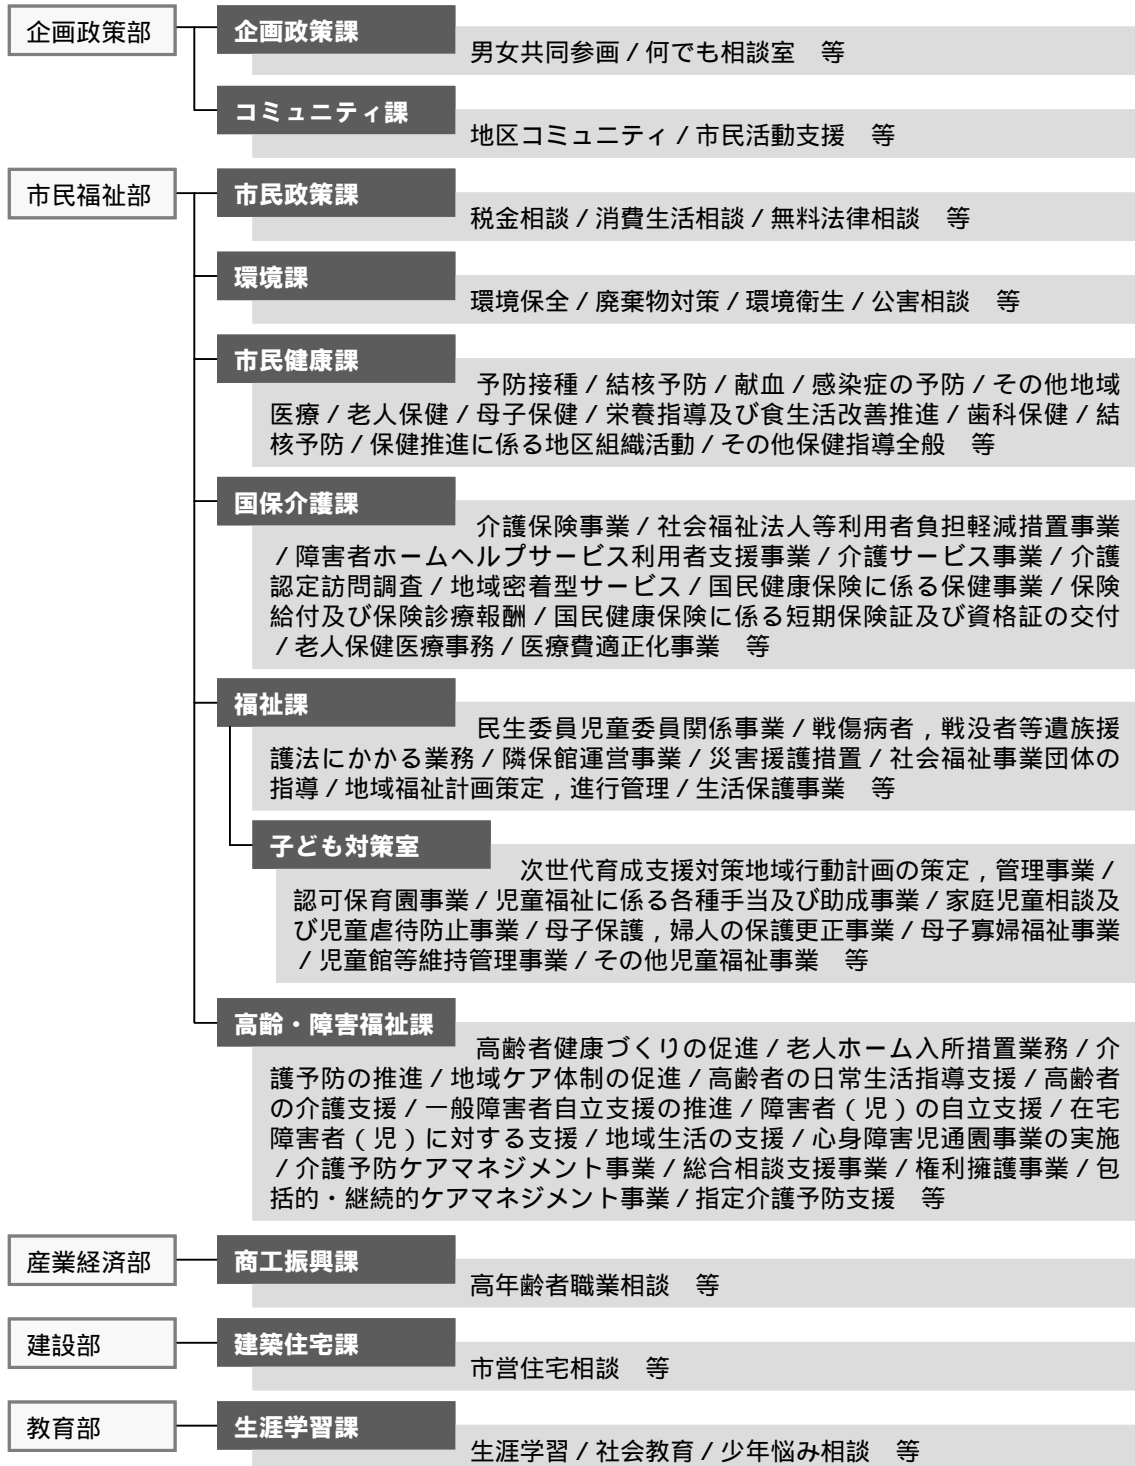 企画政策部
企画政策課
男女共同参画/何でも相談室　等
コミュニティ課
地区コミュニティ/市民活動支援　等
市民福祉部
市民政策課
税金相談/消費生活相談/無料法律相談　等
環境課
環境保全/廃棄物対策/環境衛生/公害相談　等
市民健康課
予防接種/結核予防/献血/感染症の予防/その他地域
医療/老人保健/母子保健/栄養指導及び食生活改善推進/歯科保健/結
核予防/保健推進に係る地区組織活動/その他保健指導全般　等
国保介護課
介護保険事業/社会福祉法人等利用者負担軽減措置事業
/障害者ホームヘルプサービス利用者支援事業/介護サービス事業/介護
認定訪問調査/地域密着型サービス/国民健康保険に係る保健事業/保険
給付及び保険診療報酬/国民健康保険に係る短期保険証及び資格証の交付
/老人保健医療事務/医療費適正化事業　等
福祉課
民生委員児童委員関係事業/戦傷病者,戦没者等遺族援
護法にかかる業務/隣保館運営事業/災害援護措置/社会福祉事業団体の
指導/地域福祉計画策定,進行管理/生活保護事業　等
子ども対策室
次世代育成支援対策地域行動計画の策定,管理事業/
認可保育園事業/児童福祉に係る各種手当及び助成事業/家庭児童相談及
び児童虐待防止事業/母子保護,婦人の保護更正事業/母子寡婦福祉事業
/児童館等維持管理事業/その他児童福祉事業　等
高齢・障害福祉課
高齢者健康づくりの促進/老人ホーム入所措置業務/介
護予防の推進/地域ケア体制の促進/高齢者の日常生活指導支援/高齢者
の介護支援/一般障害者自立支援の推進/障害者(児)の自立支援/在宅
障害者(児)に対する支援/地域生活の支援/心身障害児通園事業の実施
/介護予防ケアマネジメント事業/総合相談支援事業/権利擁護事業/包
括的・継続的ケアマネジメント事業/指定介護予防支援　等
産業経済部
商工振興課
高年齢者職業相談　等
建設部
建築住宅課
市営住宅相談　等
教育部
生涯学習課
生涯学習/社会教育/少年悩み相談　等